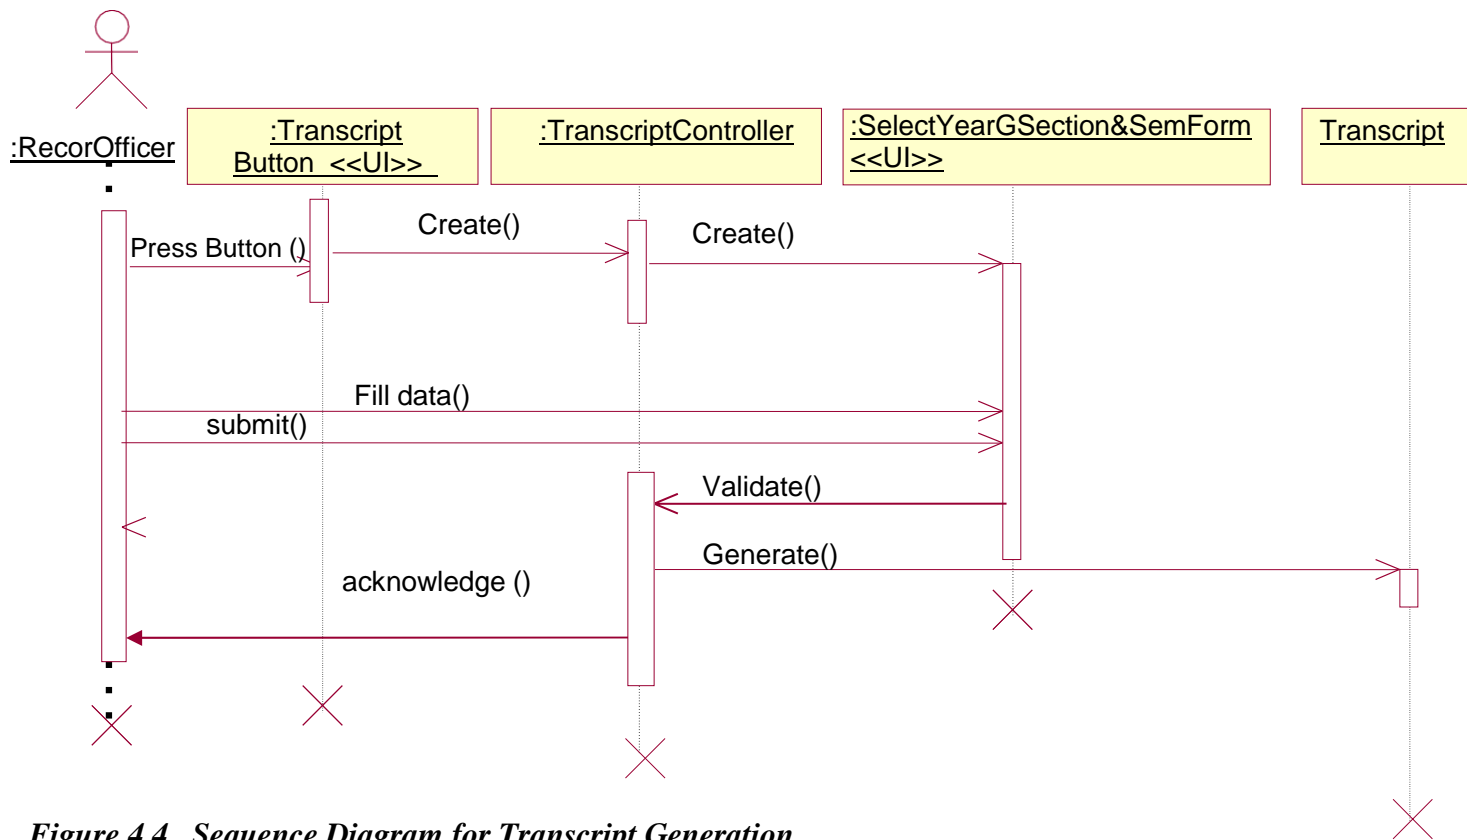 :RecorOfficer
:Transcript
Button <<UI>>
:TranscriptController
:SelectYearGSection&SemForm
<<UI>>
Transcript
Press Button ()
Create()
Create()
Fill data()
submit()
Validate()
Generate()
acknowledge ()
Figure 4.4 Sequence Diagram for Transcript Generation